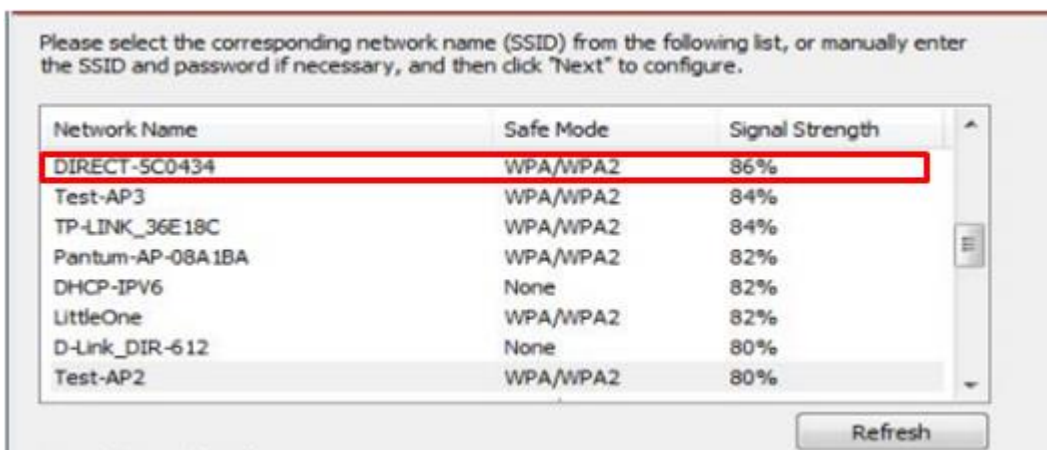 Please select the corresponding network name (SSID) from the following list, or manually enter
the SSID and password if necessary, and then click "Next" to configure.
Network Name Safe Mode Signal Strength
DIRECT-5C0434 WPA/WPA2 86%
Test-AP3 WPA/WPA2 84%
TP-LINK_36E18C WPA/WPA2 84%
Pantum-AP-08A1BA WPA/WPA2 82%
DHCP-IPV6 None 82%
LittleOne WPA/WPA2 82%
D-Link_DIR-612 None 80%
Test-AP2 WPA/WPA2 80%
Refresh